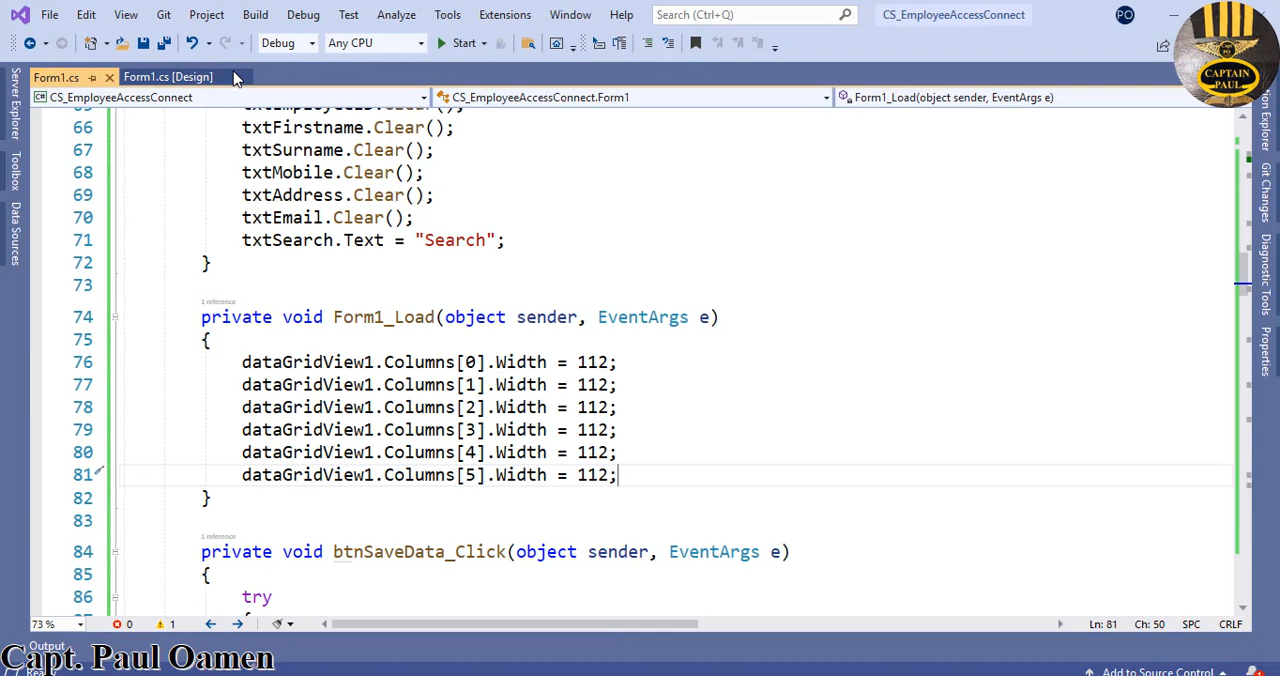 File Edit View Git Project Build Debug Test Analyze Tools Extensions Window Help Search (Ctrl+Q) CS_EmployeeAccessConnect PO
Debug Any CPU Start
Form1.cs Form1.cs [Design]
CS_EmployeeAccessConnect CS_EmployeeAccessConnect.Form1 Form1_Load(object sender, EventArgs e)
CAPTAIN
PAUL
Server Explorer
Toolbox
Data Sources
Git Changes
Diagnostic Tools
Properties
66 txtFirstname.Clear();
67 txtSurname.Clear();
68 txtMobile.Clear();
69 txtAddress.Clear();
70 txtEmail.Clear();
71 txtSearch.Text = "Search";
72 }
73
1 reference
74 private void Form1_Load(object sender, EventArgs e)
75 {
76 dataGridView1.Columns[0].Width = 112;
77 dataGridView1.Columns[1].Width = 112;
78 dataGridView1.Columns[2].Width = 112;
79 dataGridView1.Columns[3].Width = 112;
80 dataGridView1.Columns[4].Width = 112;
81 dataGridView1.Columns[5].Width = 112;
82 }
83
1 reference
84 private void btnSaveData_Click(object sender, EventArgs e)
85 {
86 try
73 % 0 1 Ln: 81 Ch: 50 SPC CRLF
Output
Capt. Paul Oamen
Add to Source Control 1